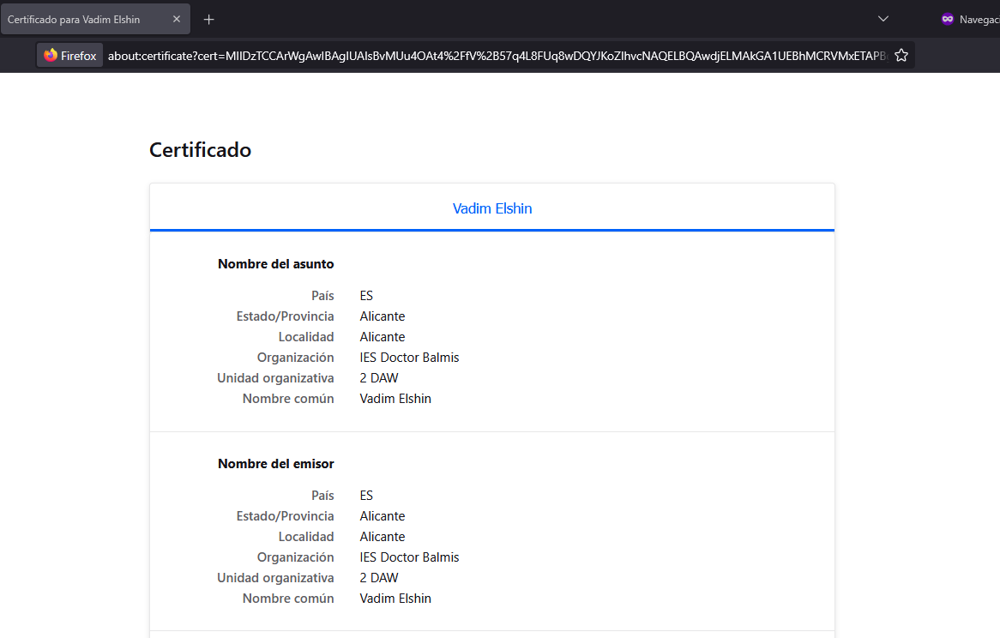 Certificado para Vadim Elshin
Navegac
Firefox about:certificate?cert=MIIDzTCCArWgAwIBAgIUAIsBvMUu4OAt4%2FfV%2B57q4L8FUq8wDQYJKoZIhvcNAQELBQAwdjELMAkGA1UEBhMCRVMxETAPB
Certificado
Vadim Elshin
Nombre del asunto
País ES
Estado/Provincia Alicante
Localidad Alicante
Organización IES Doctor Balmis
Unidad organizativa 2 DAW
Nombre común Vadim Elshin
Nombre del emisor
País ES
Estado/Provincia Alicante
Localidad Alicante
Organización IES Doctor Balmis
Unidad organizativa 2 DAW
Nombre común Vadim Elshin